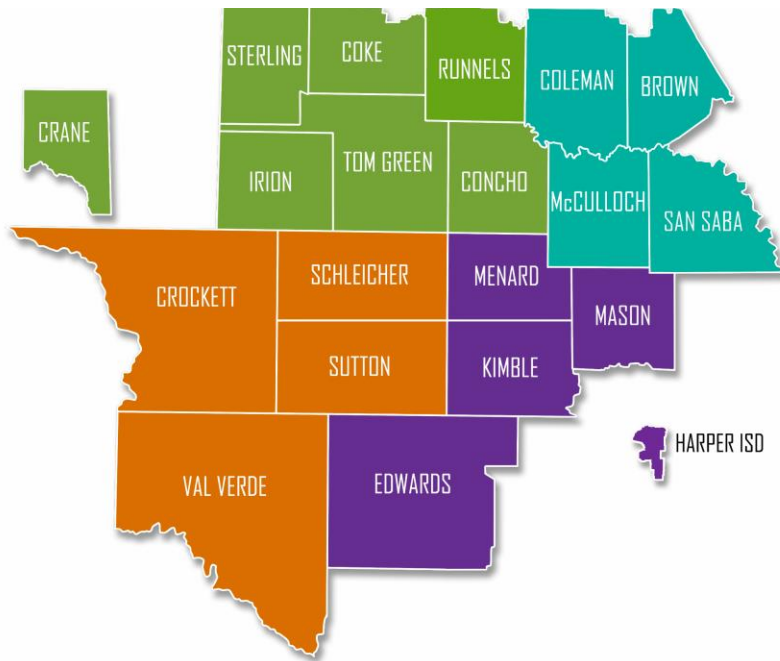 STERLING
COKE
RUNNELS
COLEMAN
BROWN
CRANE
IRION
TOM GREEN
CONCHO
McCULLOCH
SAN SABA
CROCKETT
SCHLEICHER
MENARD
MASON
SUTTON
KIMBLE
HARPER ISD
VAL VERDE
EDWARDS